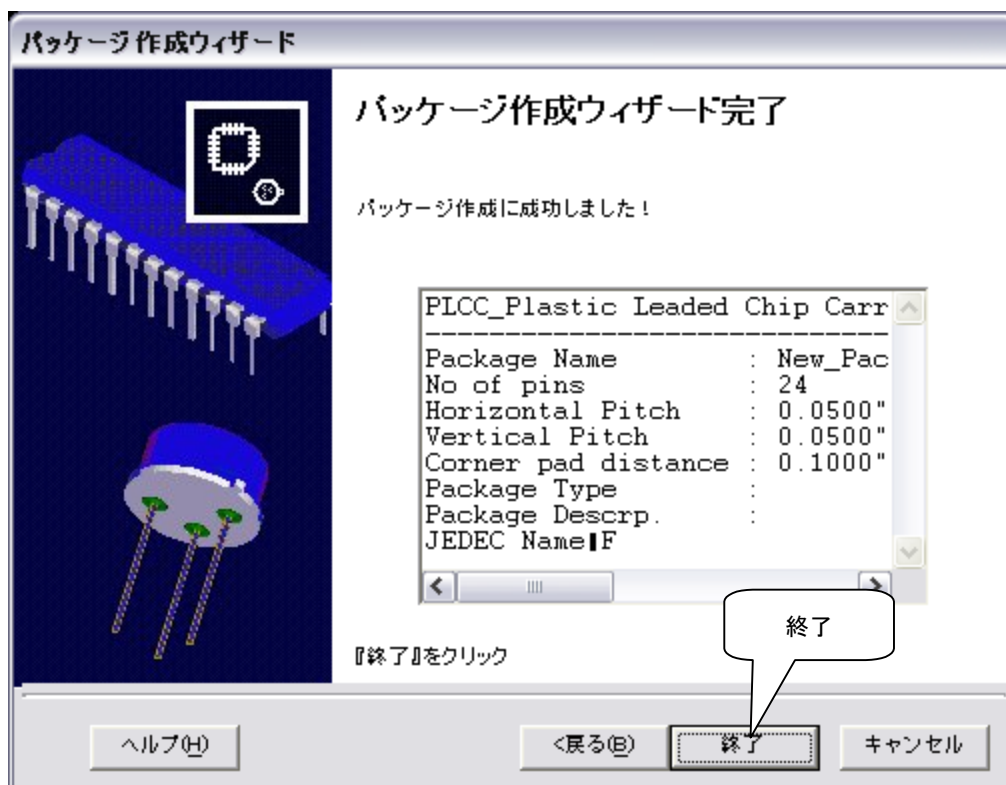 パッケージ作成ウィザード
パッケージ作成ウィザード完了
パッケージ作成に成功しました!
PLCC_Plastic Leaded Chip Carr
--------------------------------
Package Name : New_Pac
No of pins : 24
Horizontal Pitch : 0.0500"
Vertical Pitch : 0.0500"
Corner pad distance : 0.1000"
Package Type :
Package Descrp. :
JEDEC Name▮F
終了
『終了』をクリック
ヘルプ(H)
<戻る(B)
終了
キャンセル